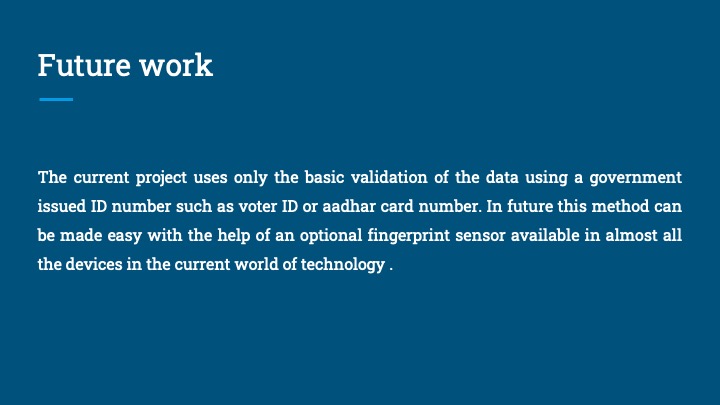 Future work
The current project uses only the basic validation of the data using a government
issued ID number such as voter ID or aadhar card number. In future this method can
be made easy with the help of an optional fingerprint sensor available in almost all
the devices in the current world of technology .